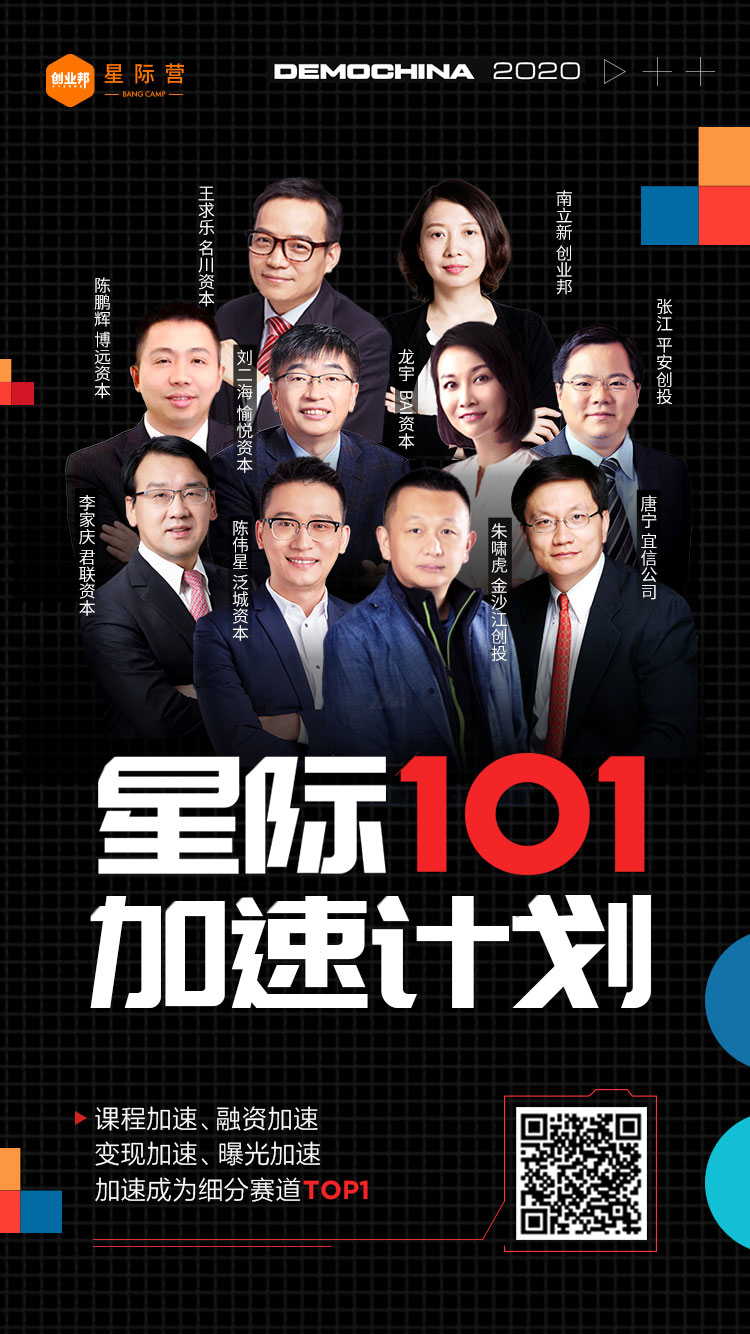 创业邦
星际营
BANG CAMP
DEMOCHINA 2020
王求乐 名川资本
南立新 创业邦
陈鹏辉 博远资本
刘二海 愉悦资本
龙宇 BAI资本
张江 平安创投
李家庆 君联资本
陈伟星 泛城资本
朱啸虎 金沙江创投
唐宁 宜信公司
星际101
加速计划
课程加速、融资加速
变现加速、曝光加速
加速成为细分赛道TOP1